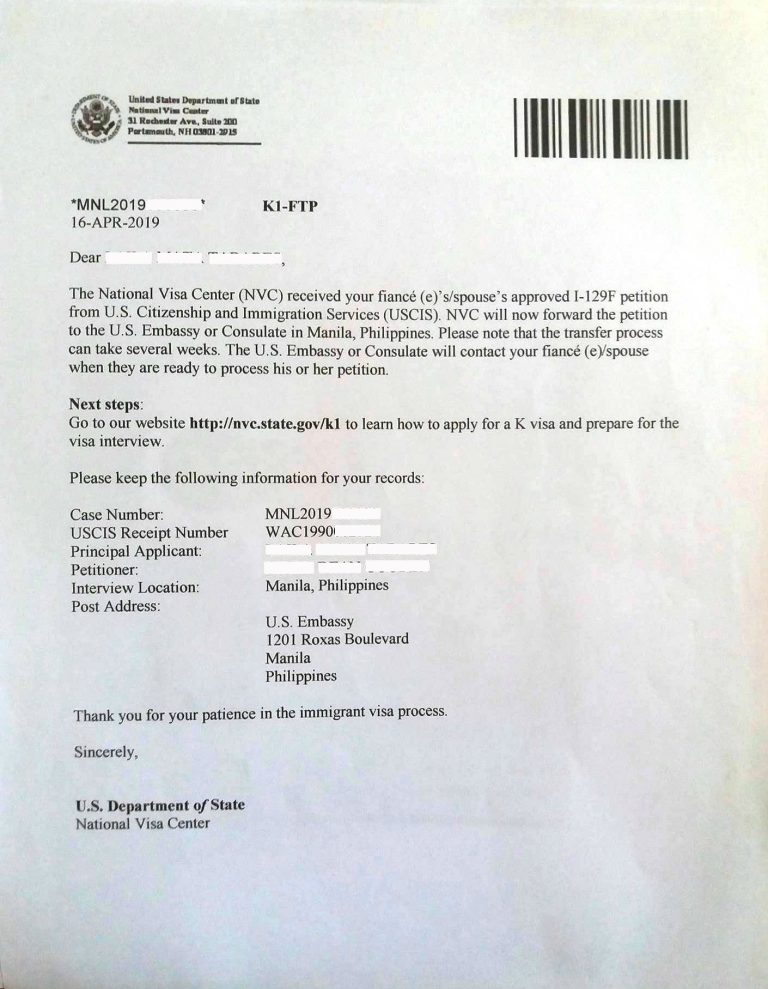 United States Department of State
National Visa Center
31 Rochester Ave., Suite 200
Portsmouth, NH 03801-2915
*MNL2019 *
K1-FTP
16-APR-2019
Dear ,
The National Visa Center (NVC) received your fiancé (e)'s/spouse's approved I-129F petition
from U.S. Citizenship and Immigration Services (USCIS). NVC will now forward the petition
to the U.S. Embassy or Consulate in Manila, Philippines. Please note that the transfer process
can take several weeks. The U.S. Embassy or Consulate will contact your fiancé (e)/spouse
when they are ready to process his or her petition.
Next steps:
Go to our website http://nvc.state.gov/k1 to learn how to apply for a K visa and prepare for the
visa interview.
Please keep the following information for your records:
Case Number: MNL2019
USCIS Receipt Number WAC1990
Principal Applicant:
Petitioner:
Interview Location: Manila, Philippines
Post Address:
U.S. Embassy
1201 Roxas Boulevard
Manila
Philippines
Thank you for your patience in the immigrant visa process.
Sincerely,
U.S. Department of State
National Visa Center